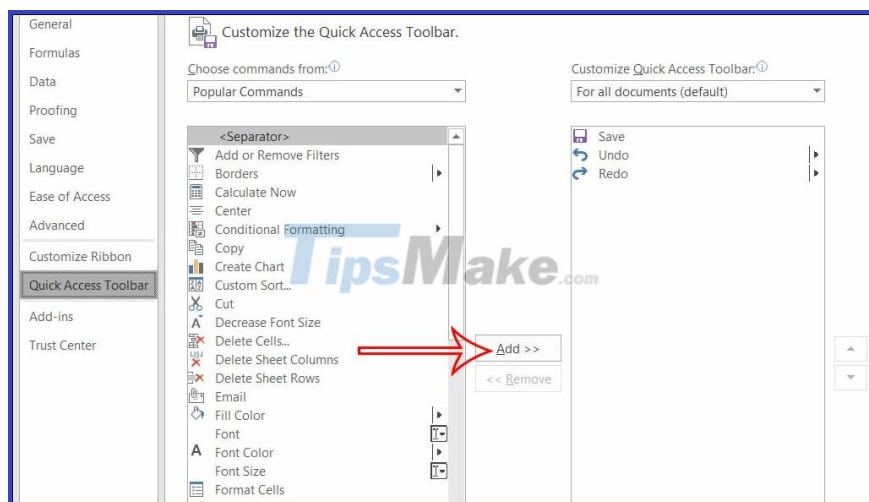 General
Formulas
Data
Proofing
Save
Language
Ease of Access
Advanced
Customize Ribbon
Quick Access Toolbar
Add-ins
Trust Center
Customize the Quick Access Toolbar.
Choose commands from:
Popular Commands
<Separator>
Add or Remove Filters
Borders
Calculate Now
Center
Conditional Formatting
Copy
Create Chart
Custom Sort...
Cut
Decrease Font Size
Delete Cells...
Delete Sheet Columns
Delete Sheet Rows
Email
Fill Color
Font
Font Color
Font Size
Format Cells
Add >>
<< Remove
Customize Quick Access Toolbar:
For all documents (default)
Save
Undo
Redo
TipsMake.com